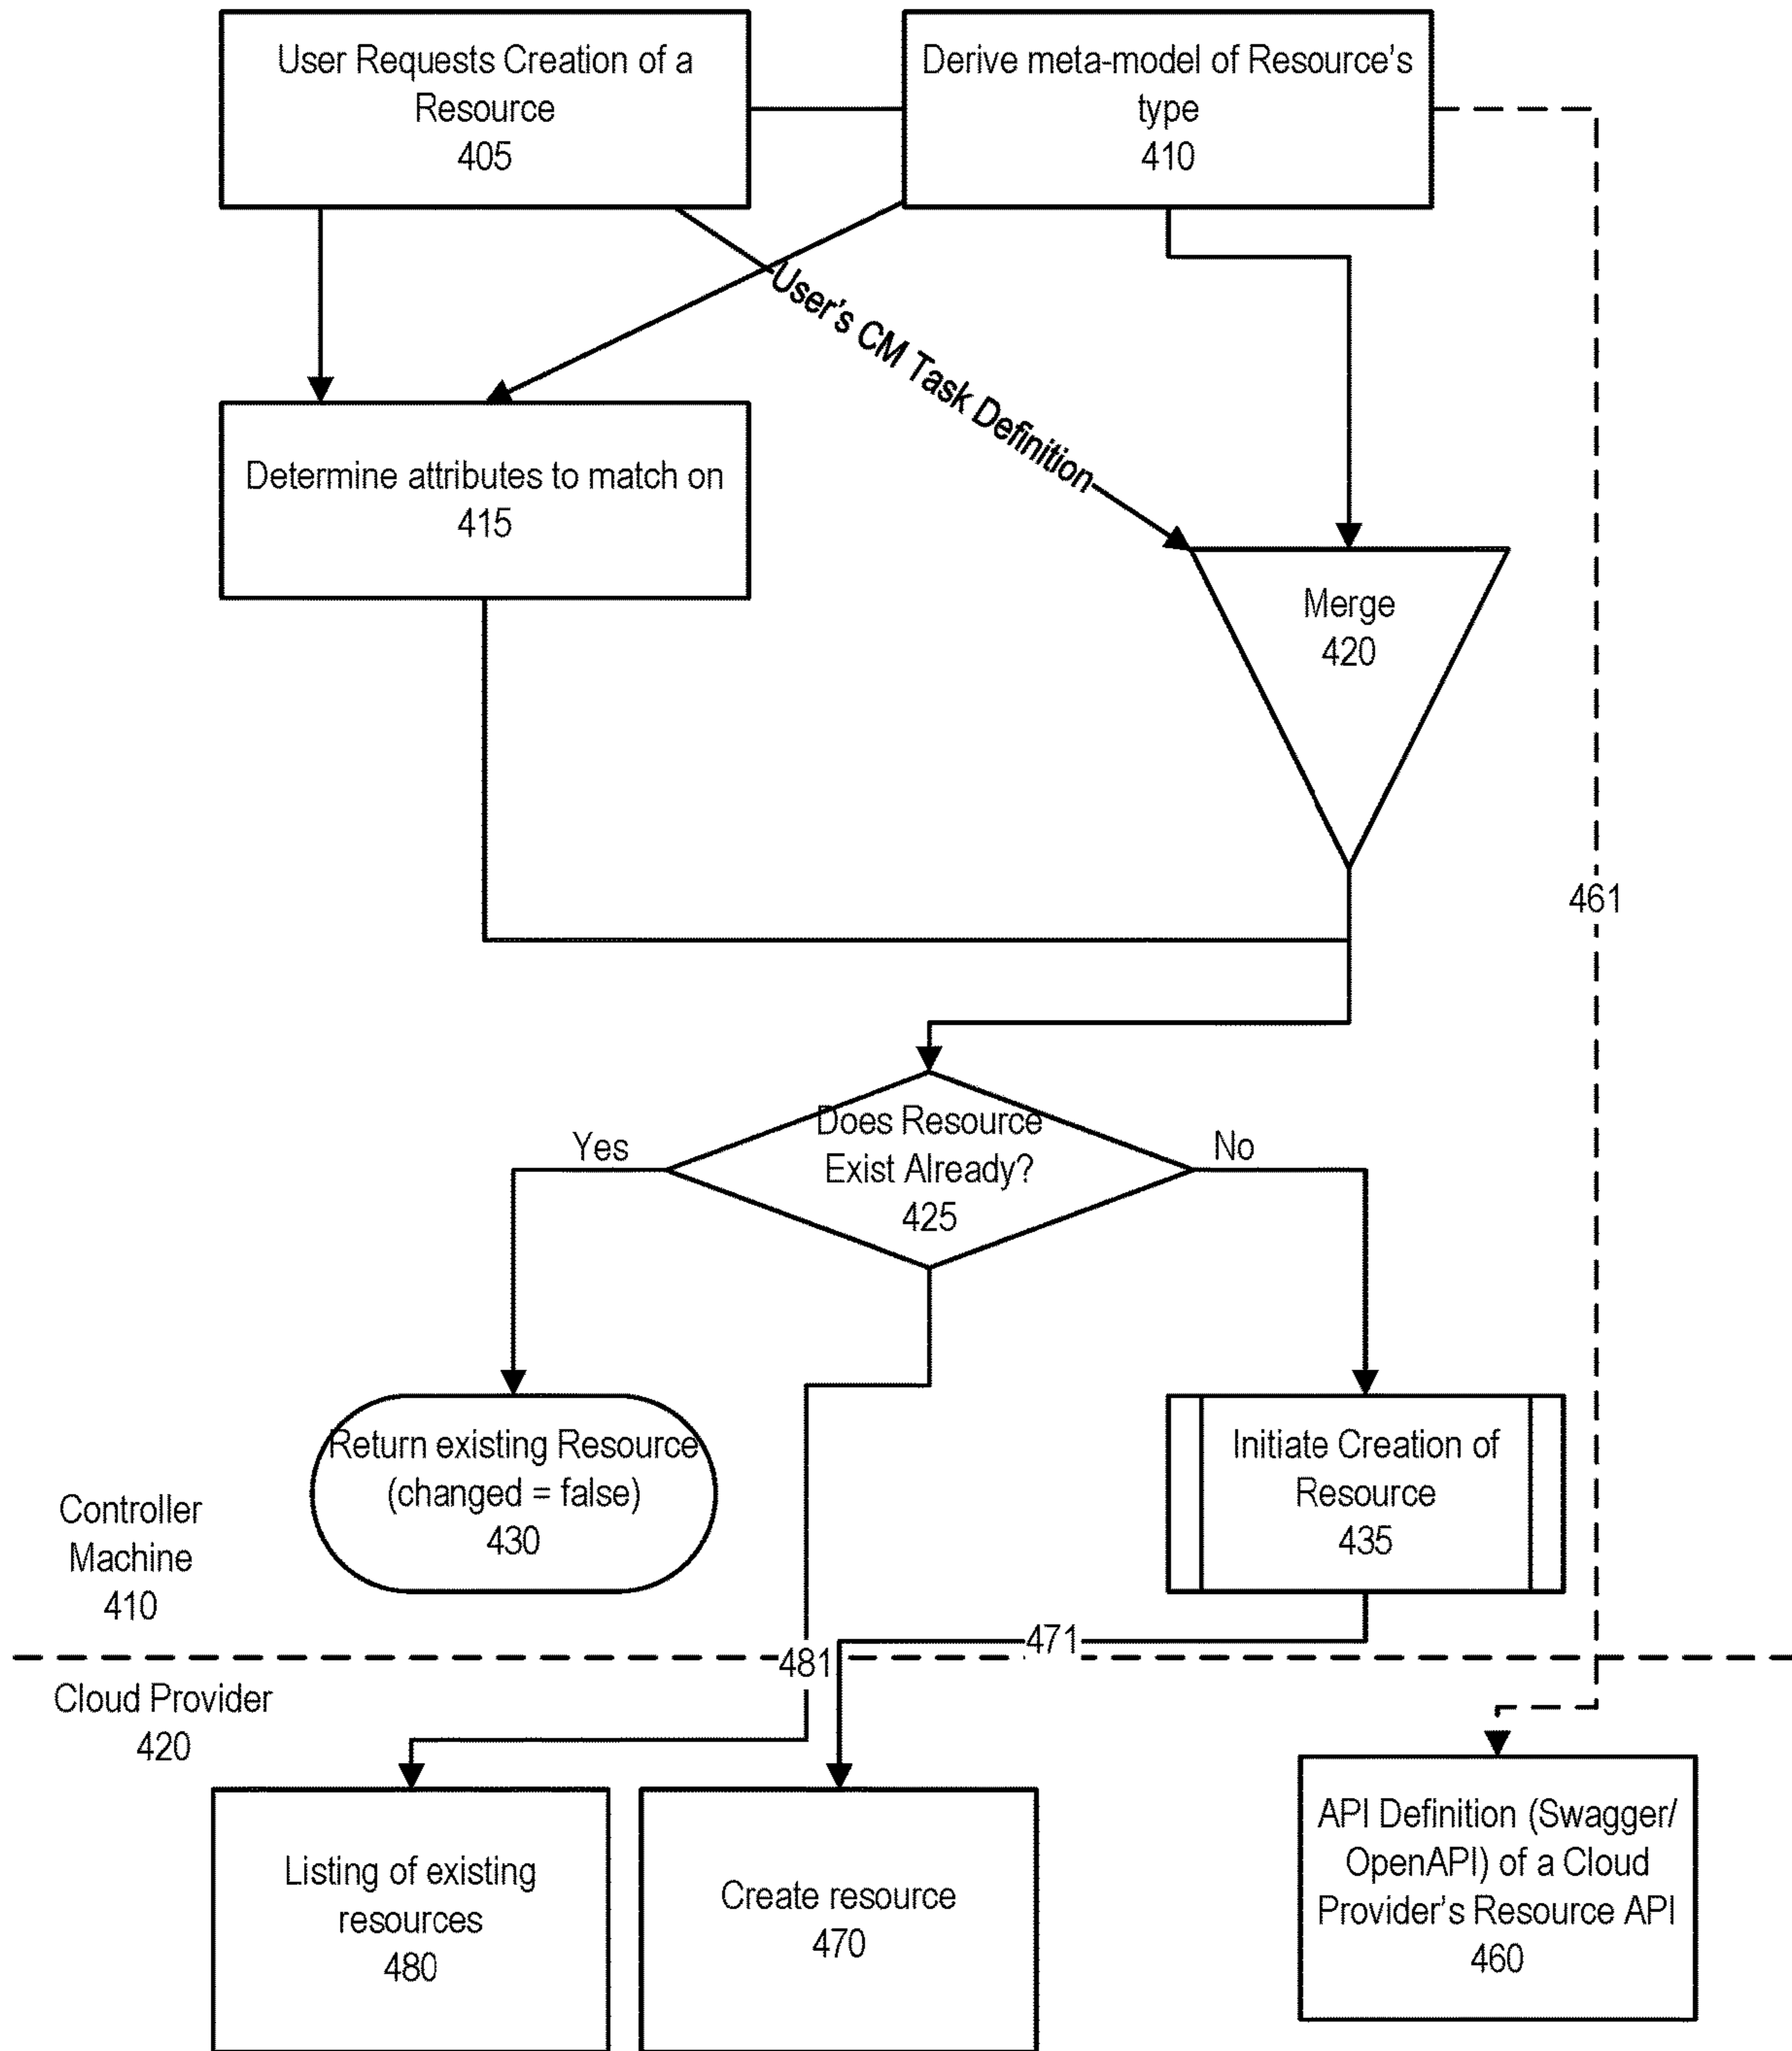 User Requests Creation of a
Resource
405
Derive meta-model of Resource's
type
410
User's CM Task Definition
Determine attributes to match on
415
Merge
420
461
Does Resource
Exist Already?
425
Yes
No
Return existing Resource
(changed = false)
430
Initiate Creation of
Resource
435
Controller
Machine
410
471
481
Cloud Provider
420
Listing of existing
resources
480
Create resource
470
API Definition (Swagger/
OpenAPI) of a Cloud
Provider's Resource API
460